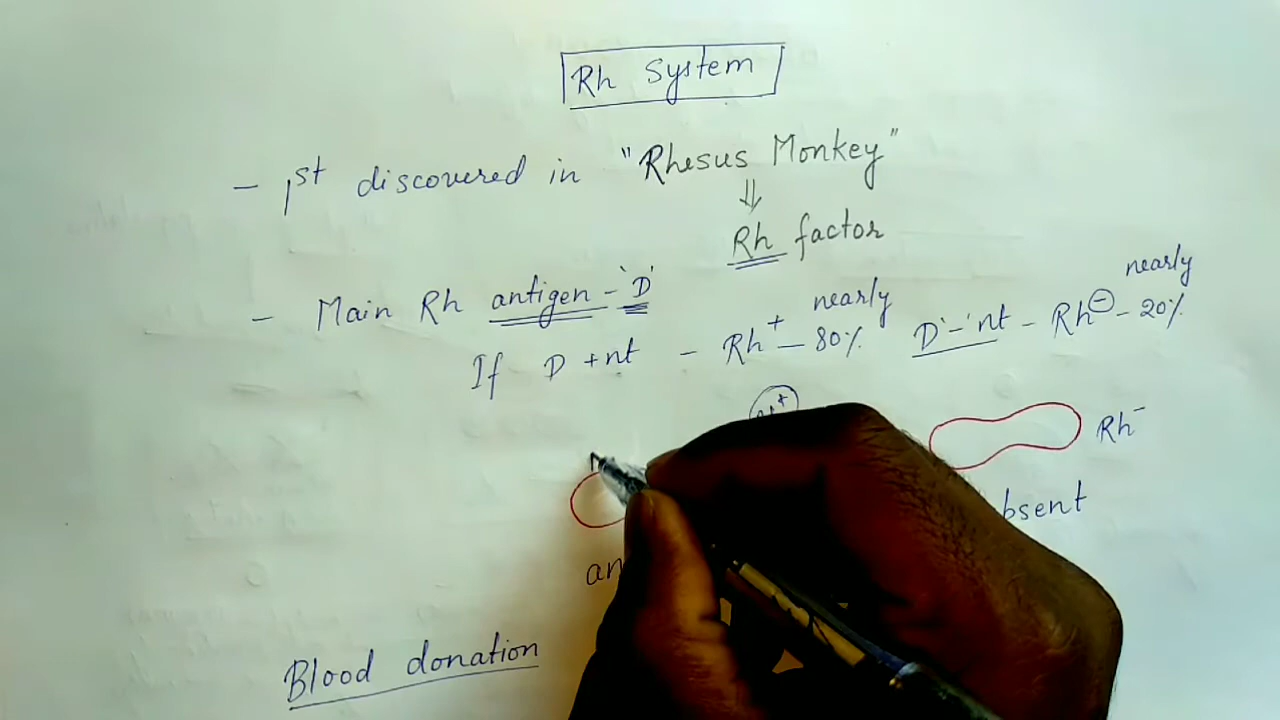 Rh System
- 1st discovered in "Rhesus Monkey"
⇓
Rh factor
- Main Rh antigen - 'D'
If D +nt - Rh+ - nearly 80% D '-' nt - Rh⊖ - nearly 20%
Rh-
Blood donation